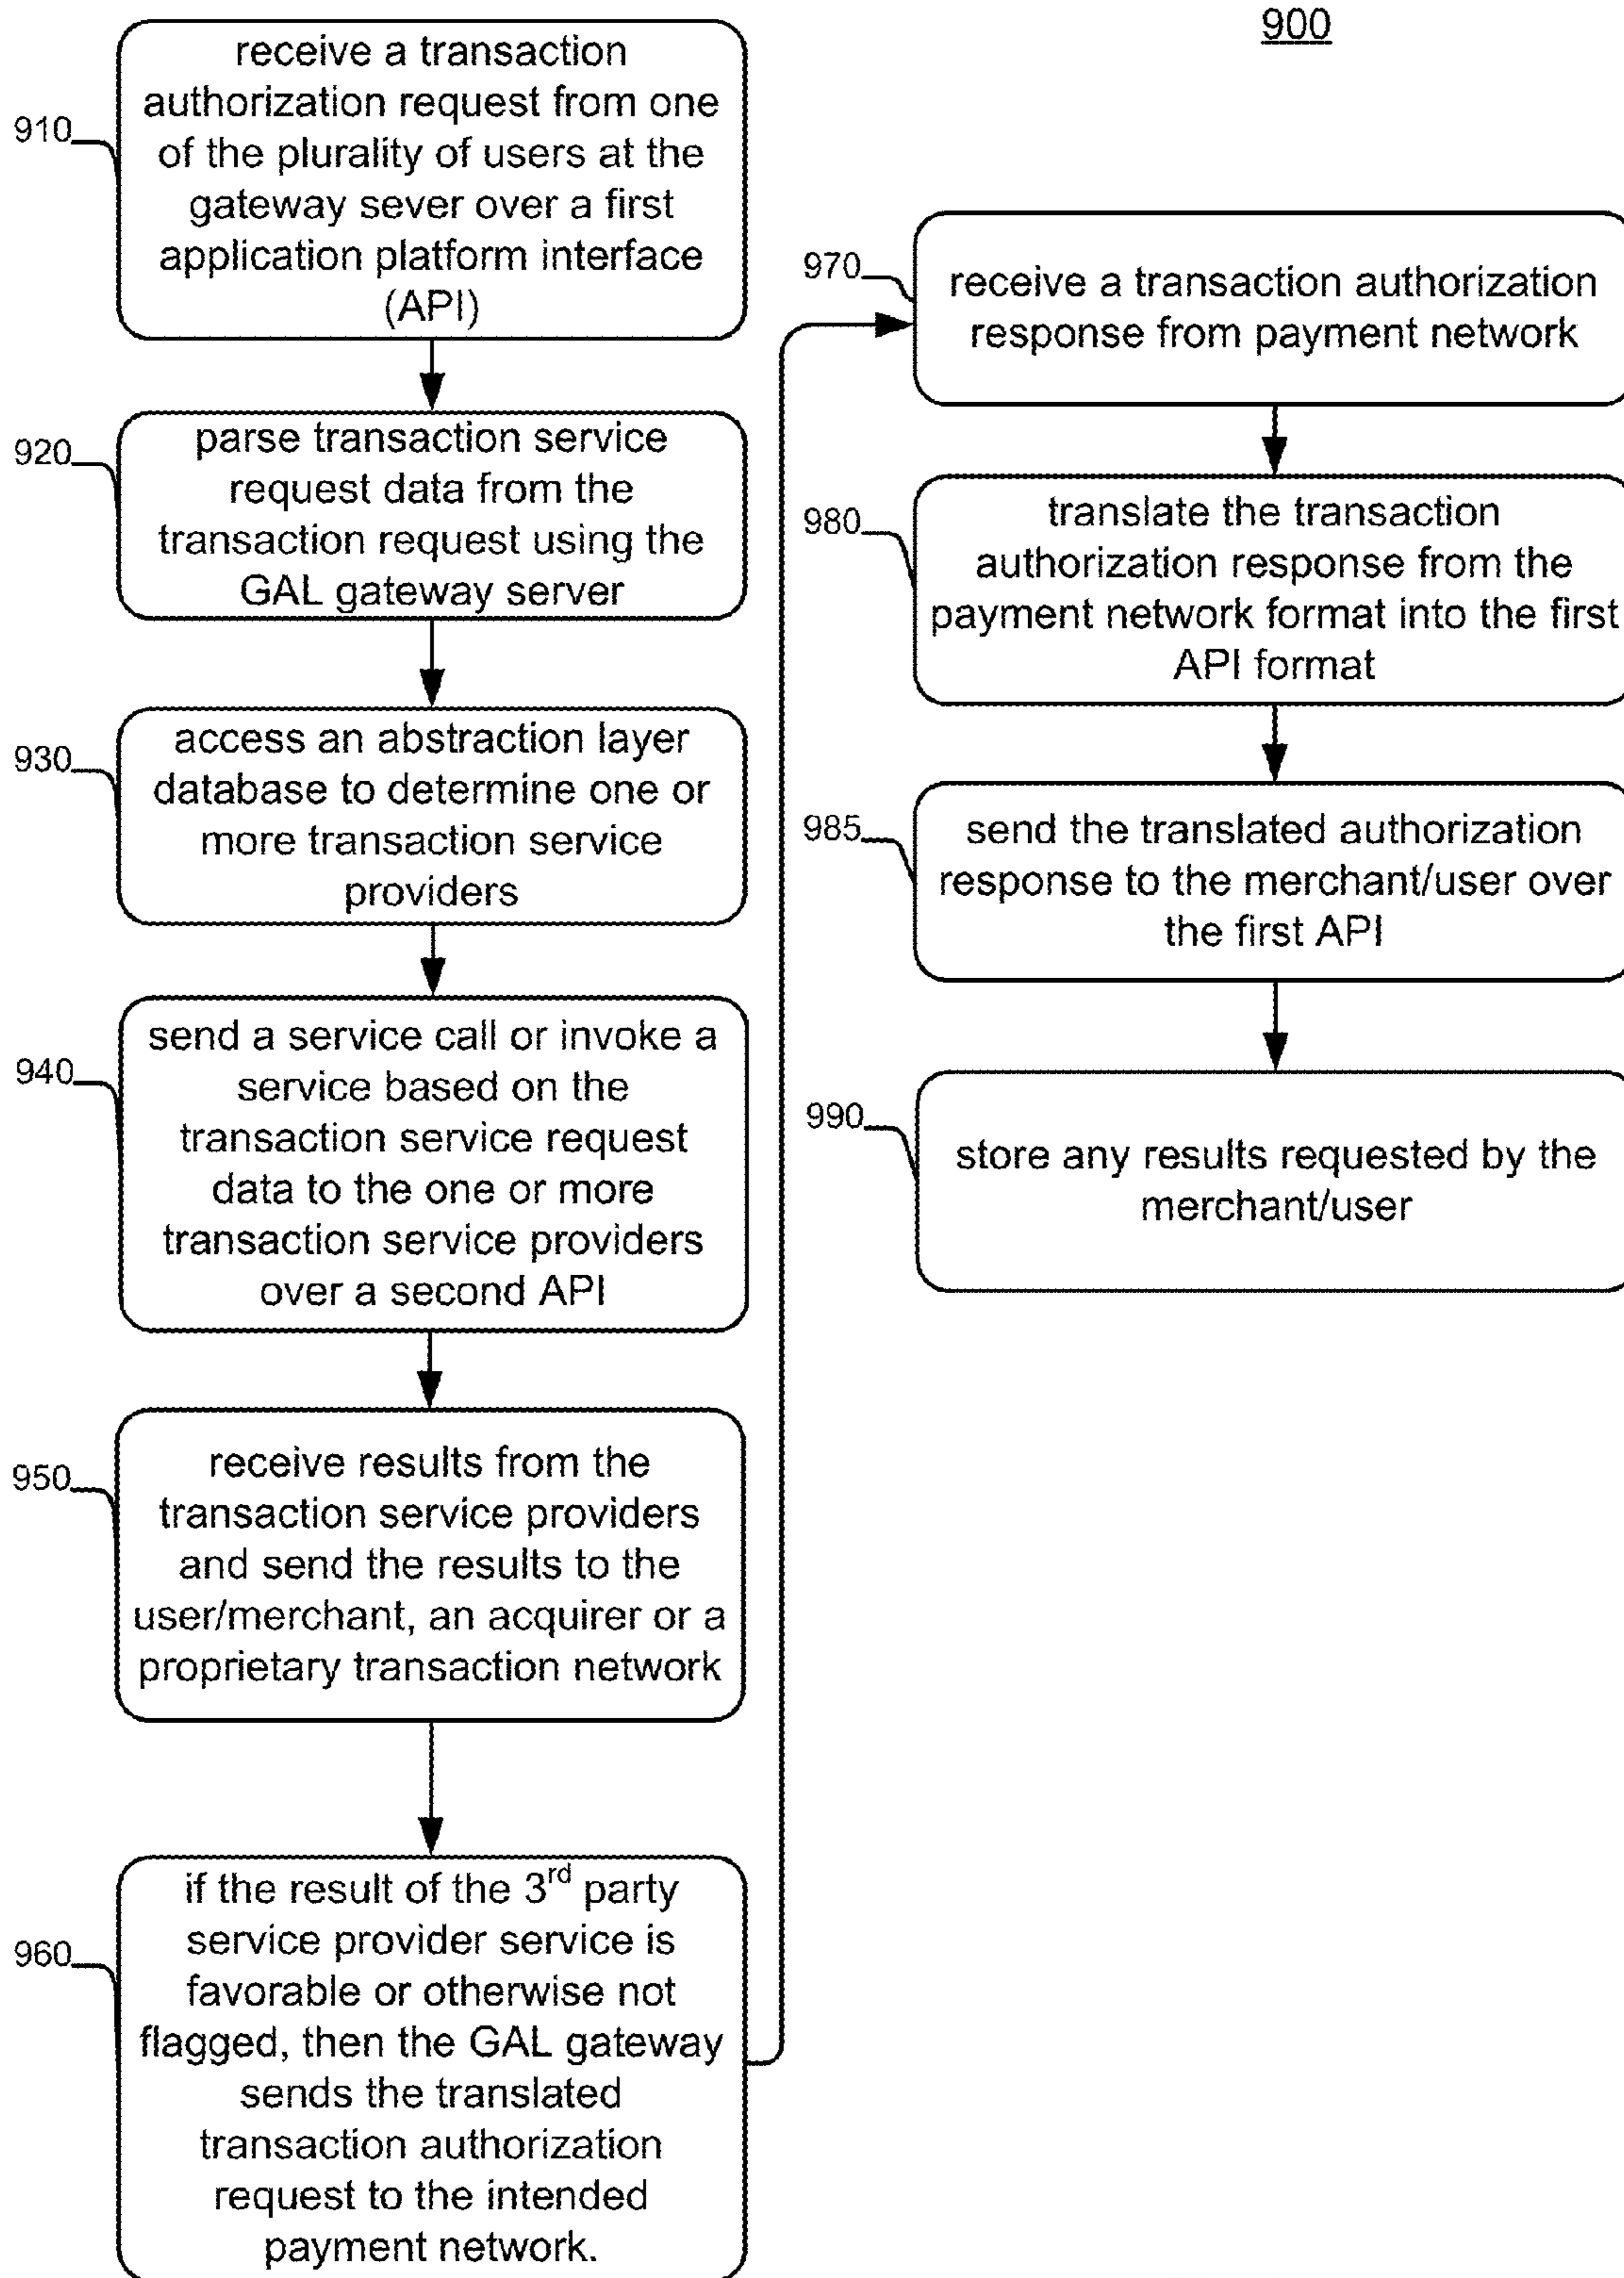 900
910
receive a transaction
authorization request from one
of the plurality of users at the
gateway sever over a first
application platform interface
(API)
920
parse transaction service
request data from the
transaction request using the
GAL gateway server
930
access an abstraction layer
database to determine one or
more transaction service
providers
940
send a service call or invoke a
service based on the
transaction service request
data to the one or more
transaction service providers
over a second API
950
receive results from the
transaction service providers
and send the results to the
user/merchant, an acquirer or a
proprietary transaction network
960
if the result of the 3rd party
service provider service is
favorable or otherwise not
flagged, then the GAL gateway
sends the translated
transaction authorization
request to the intended
payment network.
970
receive a transaction authorization
response from payment network
980
translate the transaction
authorization response from the
payment network format into the first
API format
985
send the translated authorization
response to the merchant/user over
the first API
990
store any results requested by the
merchant/user